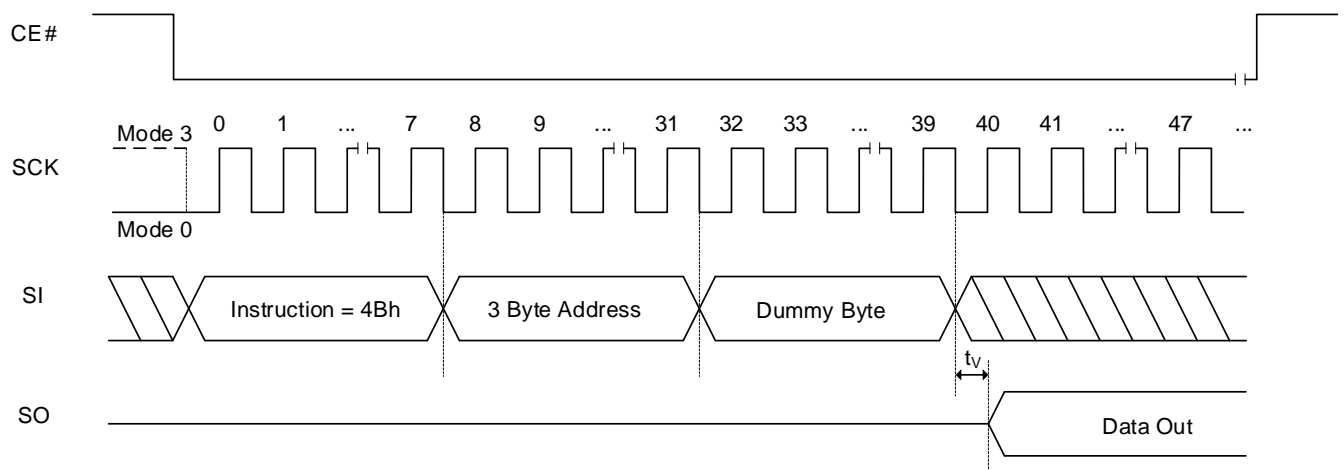 CE#
Mode 3
0 1 ... 7 8 9 ... 31 32 33 ... 39 40 41 ... 47 ...
SCK
Mode 0
SI
Instruction = 4Bh
3 Byte Address
Dummy Byte
tV
SO
Data Out